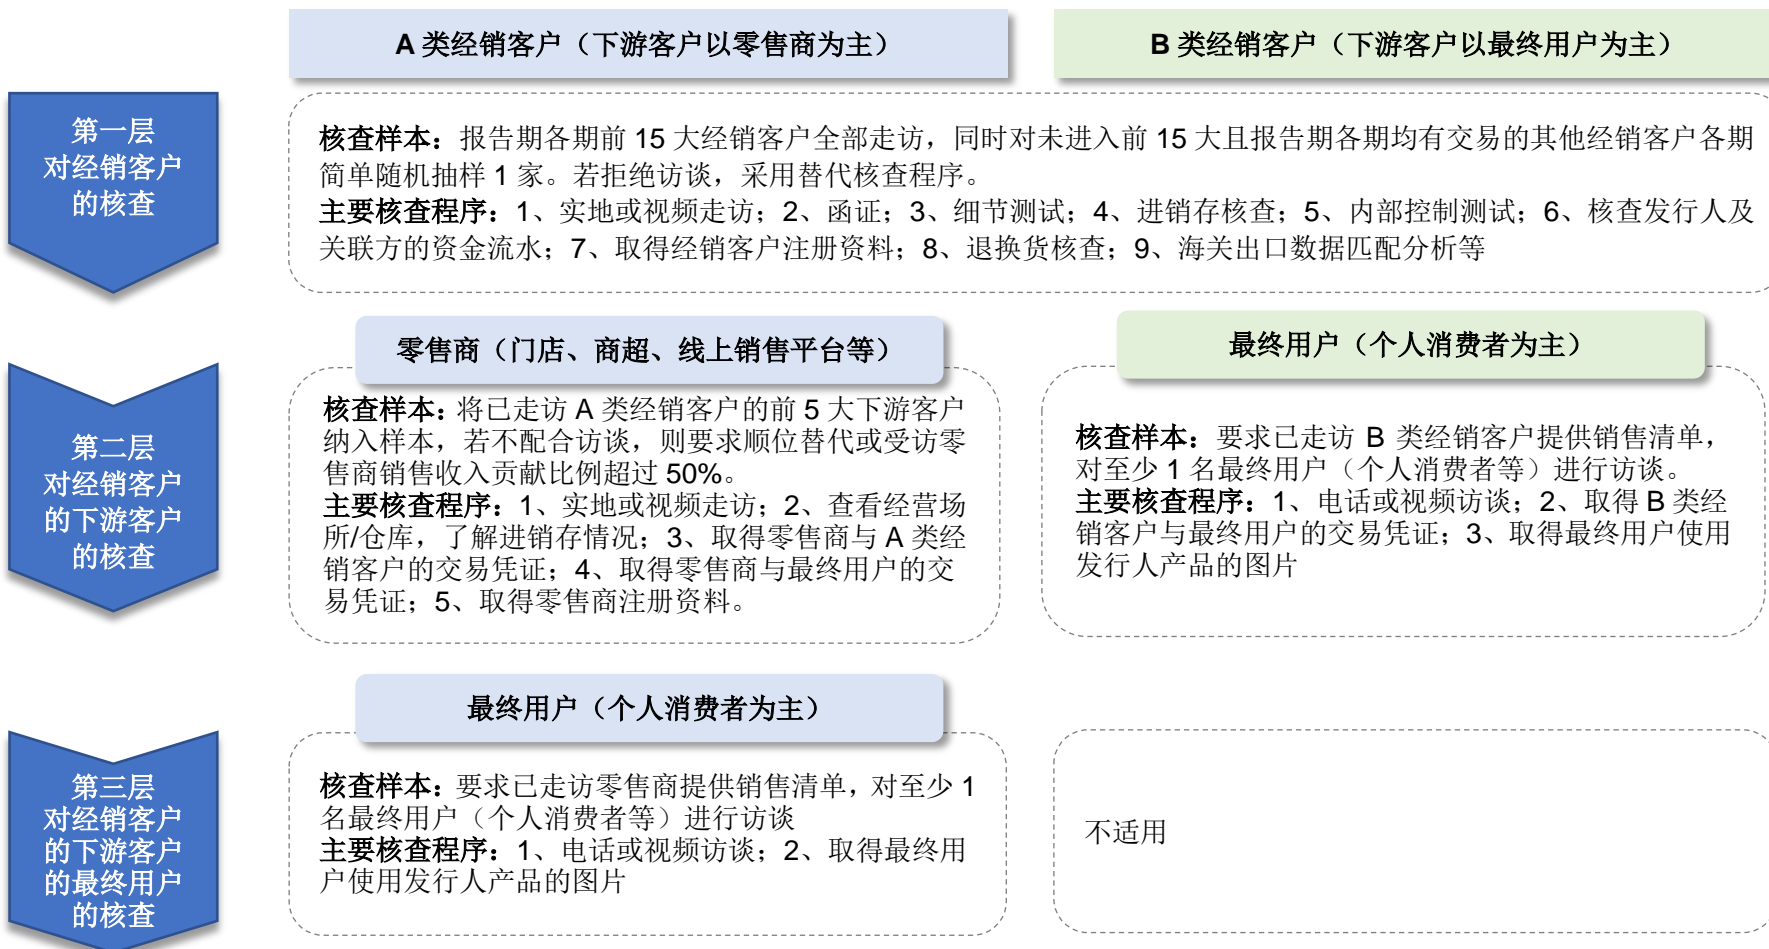 A 类经销客户（下游客户以零售商为主）
B 类经销客户（下游客户以最终用户为主）
第一层
对经销客户
的核查
核查样本：报告期各期前 15 大经销客户全部走访，同时对未进入前 15 大且报告期各期均有交易的其他经销客户各期
简单随机抽样 1 家。若拒绝访谈，采用替代核查程序。
主要核查程序：1、实地或视频走访；2、函证；3、细节测试；4、进销存核查；5、内部控制测试；6、核查发行人及
关联方的资金流水；7、取得经销客户注册资料；8、退换货核查；9、海关出口数据匹配分析等
第二层
对经销客户
的下游客户
的核查
零售商（门店、商超、线上销售平台等）
核查样本：将已走访 A 类经销客户的前 5 大下游客户
纳入样本，若不配合访谈，则要求顺位替代或受访零
售商销售收入贡献比例超过 50%。
主要核查程序：1、实地或视频走访；2、查看经营场
所/仓库，了解进销存情况；3、取得零售商与 A 类经
销客户的交易凭证；4、取得零售商与最终用户的交
易凭证；5、取得零售商注册资料。
最终用户（个人消费者为主）
核查样本：要求已走访 B 类经销客户提供销售清单，
对至少 1 名最终用户（个人消费者等）进行访谈。
主要核查程序：1、电话或视频访谈；2、取得 B 类经
销客户与最终用户的交易凭证；3、取得最终用户使用
发行人产品的图片
第三层
对经销客户
的下游客户
的最终用户
的核查
最终用户（个人消费者为主）
核查样本：要求已走访零售商提供销售清单，对至少 1
名最终用户（个人消费者等）进行访谈
主要核查程序：1、电话或视频访谈；2、取得最终用
户使用发行人产品的图片
不适用